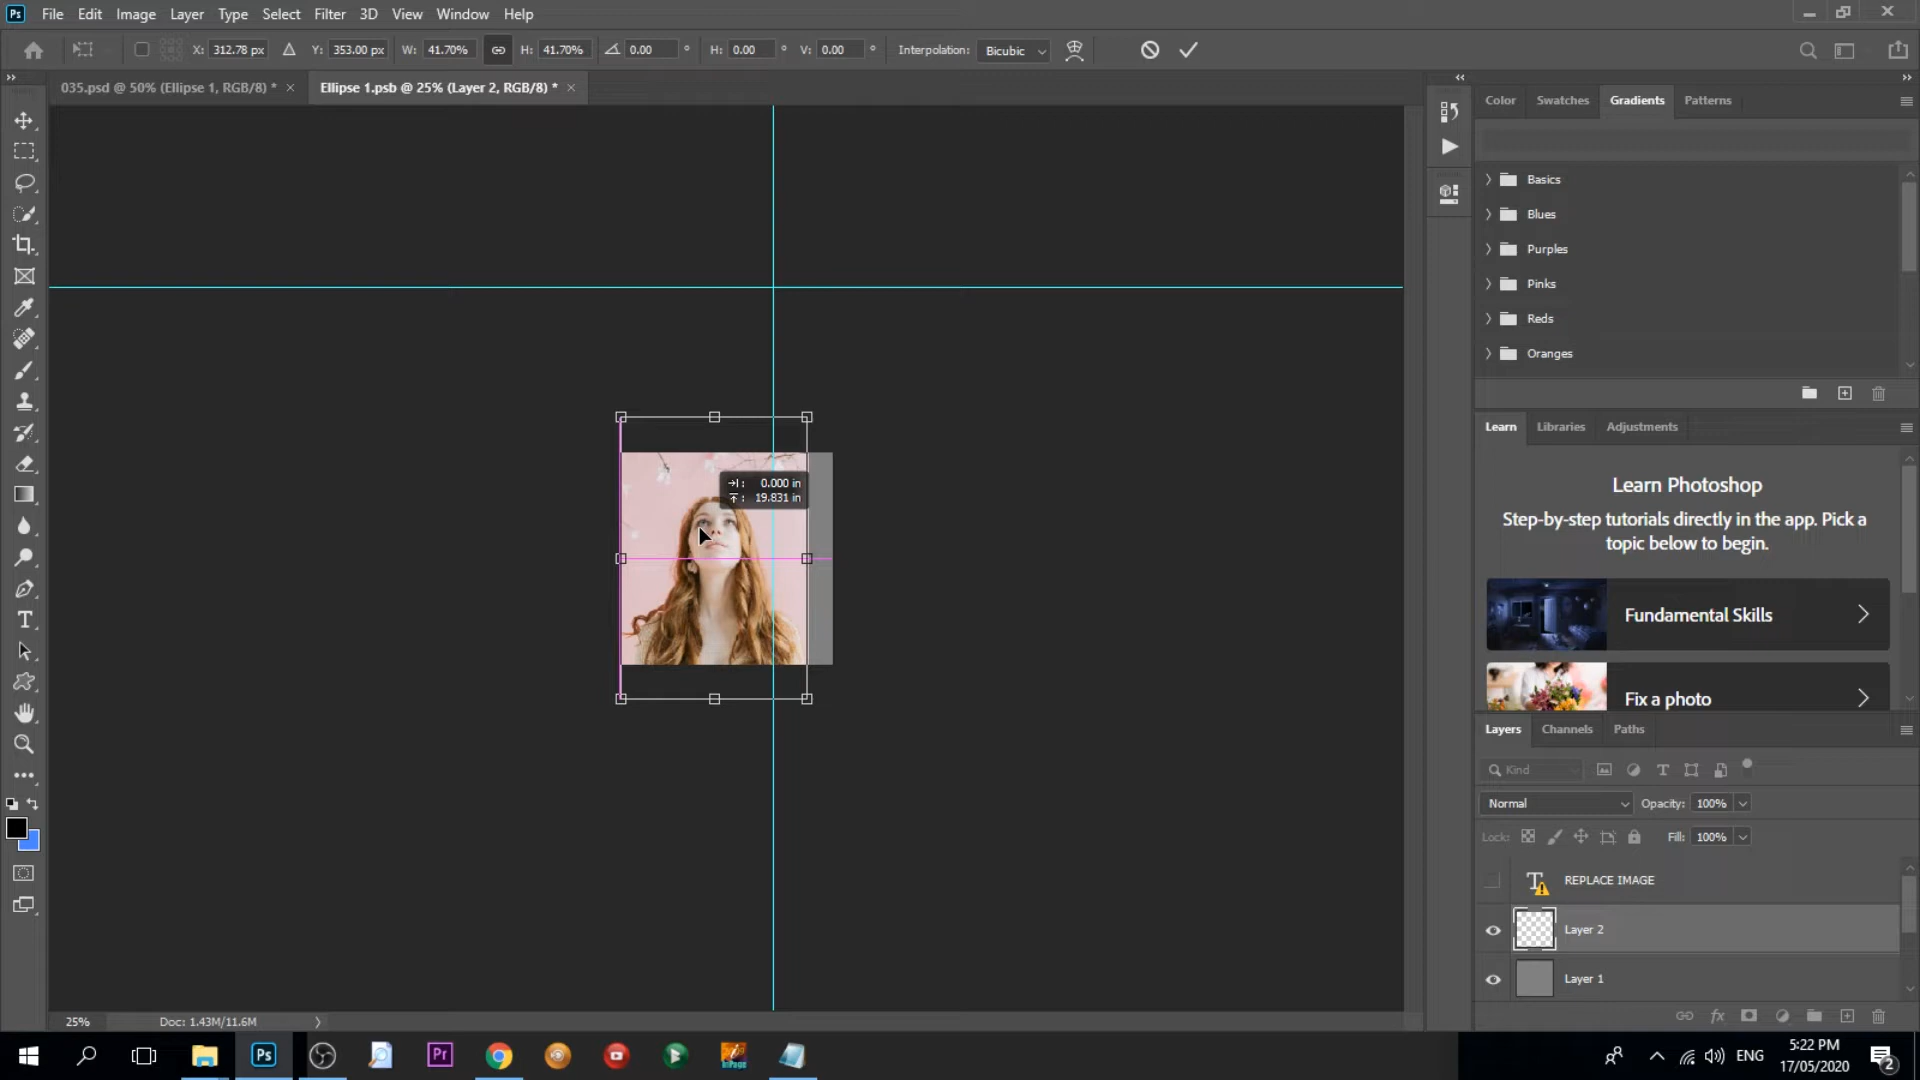 Ps File Edit Image Layer Type Select Filter 3D View Window Help
X: 312.78 px Y: 353.00 px W: 41.70% H: 41.70% 0.00 ° H: 0.00 ° V: 0.00 ° Interpolation: Bicubic
035.psd @ 50% (Ellipse 1, RGB/8) * × Ellipse 1.psb @ 25% (Layer 2, RGB/8) * ×
Color Swatches Gradients Patterns
Basics
Blues
Purples
Pinks
Reds
Oranges
Learn Libraries Adjustments
Learn Photoshop
Step-by-step tutorials directly in the app. Pick a
topic below to begin.
Fundamental Skills
Fix a photo
0.000 in
19.831 in
Layers Channels Paths
Kind
Normal Opacity: 100%
Lock: Fill: 100%
REPLACE IMAGE
Layer 2
Layer 1
25% Doc: 1.43M/11.6M
Ps Pr ENG 5:22 PM
17/05/2020 2